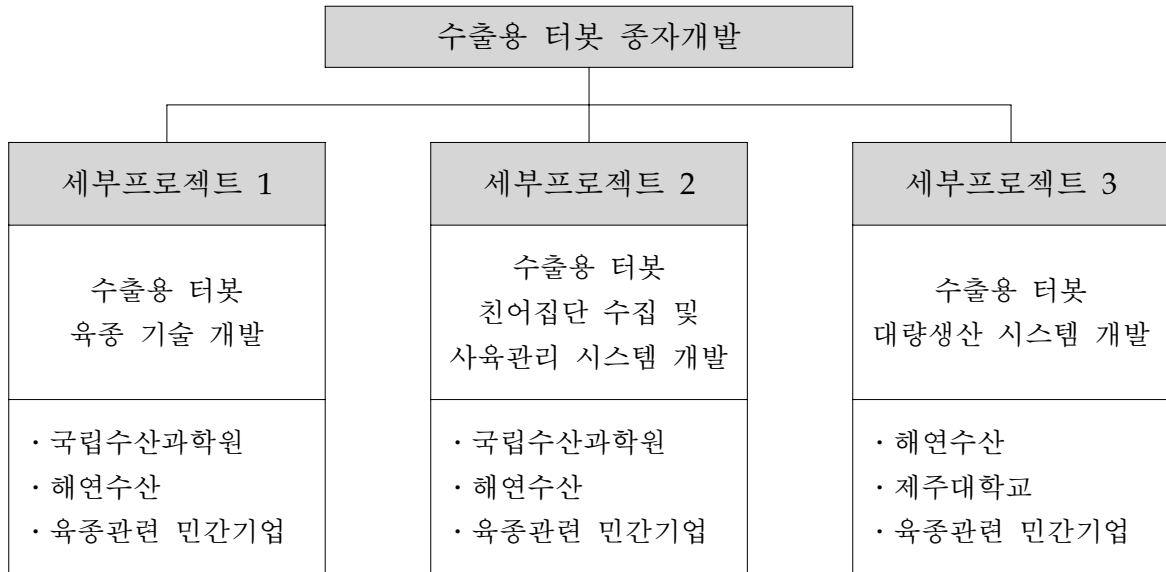 수출용 터봇 종자개발
세부프로젝트 1
수출용 터봇
육종 기술 개발
· 국립수산과학원
· 해연수산
· 육종관련 민간기업
세부프로젝트 2
수출용 터봇
친어집단 수집 및
사육관리 시스템 개발
· 국립수산과학원
· 해연수산
· 육종관련 민간기업
세부프로젝트 3
수출용 터봇
대량생산 시스템 개발
· 해연수산
· 제주대학교
· 육종관련 민간기업